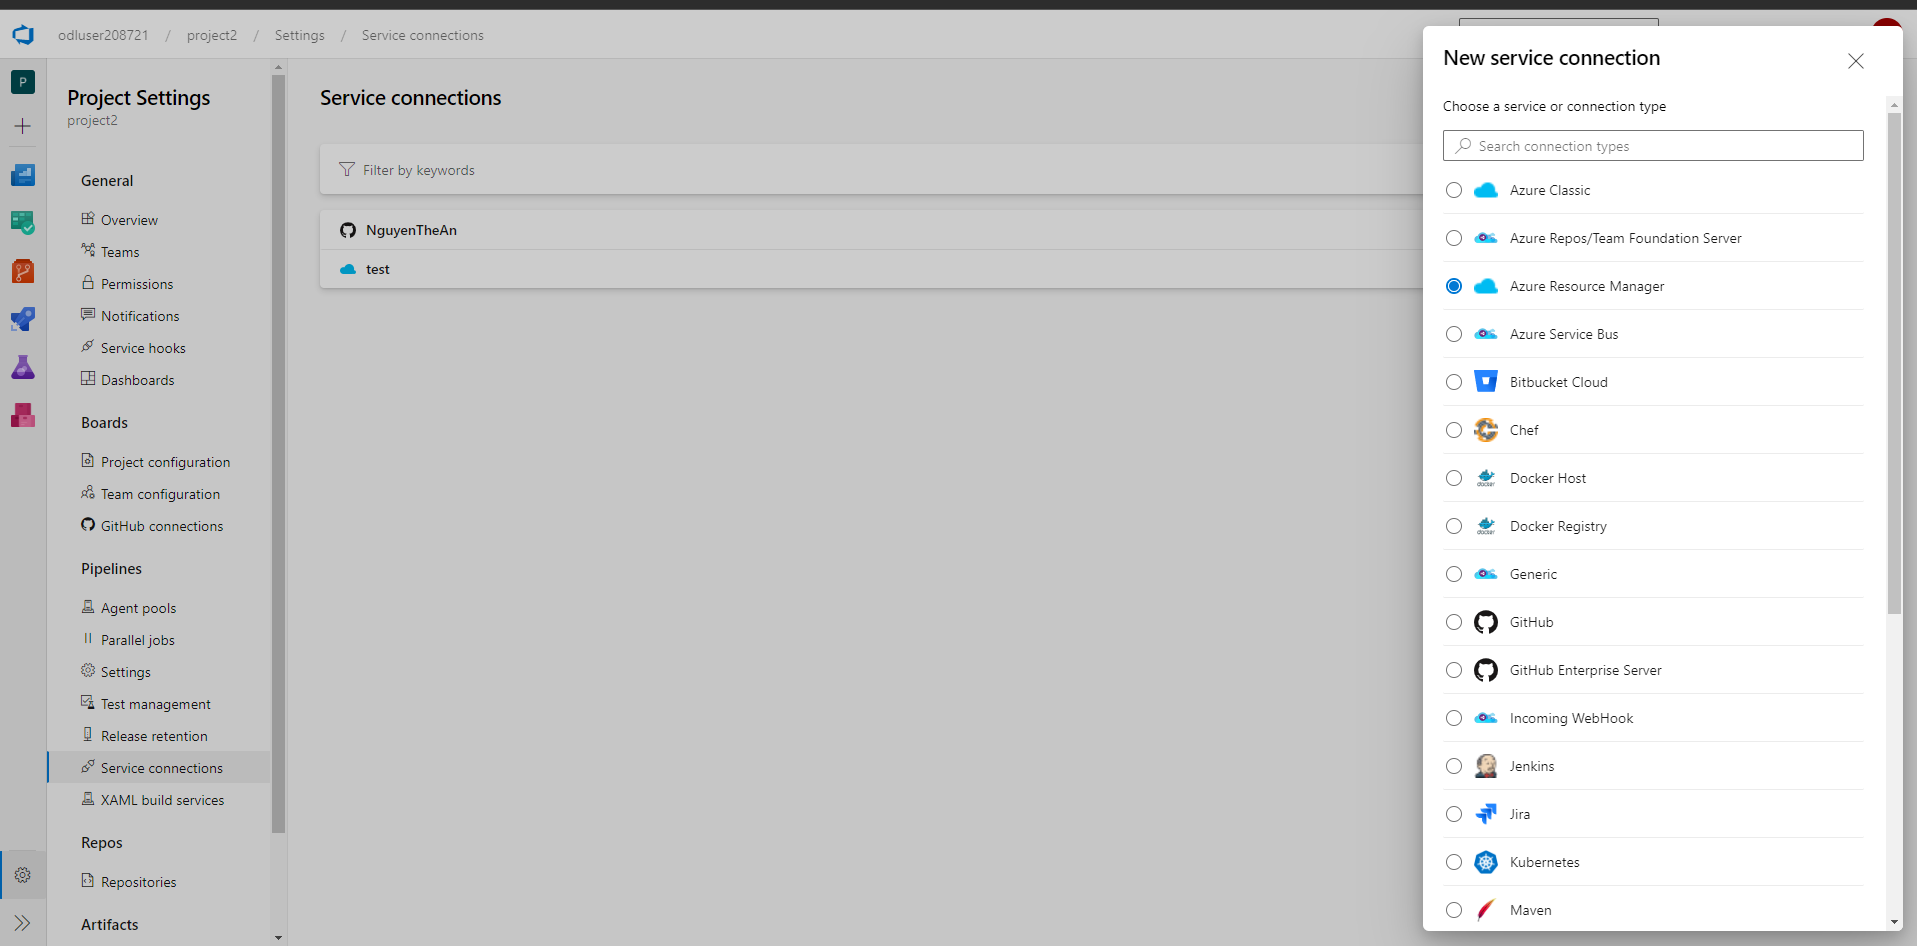 odluser208721 / project2 / Settings / Service connections
P
Project Settings
project2
General
Overview
Teams
Permissions
Notifications
Service hooks
Dashboards
Boards
Project configuration
Team configuration
GitHub connections
Pipelines
Agent pools
Parallel jobs
Settings
Test management
Release retention
Service connections
XAML build services
Repos
Repositories
Artifacts
Service connections
Filter by keywords
NguyenTheAn
test
New service connection
Choose a service or connection type
Search connection types
Azure Classic
Azure Repos/Team Foundation Server
Azure Resource Manager
Azure Service Bus
Bitbucket Cloud
Chef
docker Docker Host
docker Docker Registry
Generic
GitHub
GitHub Enterprise Server
Incoming WebHook
Jenkins
Jira
Kubernetes
Maven